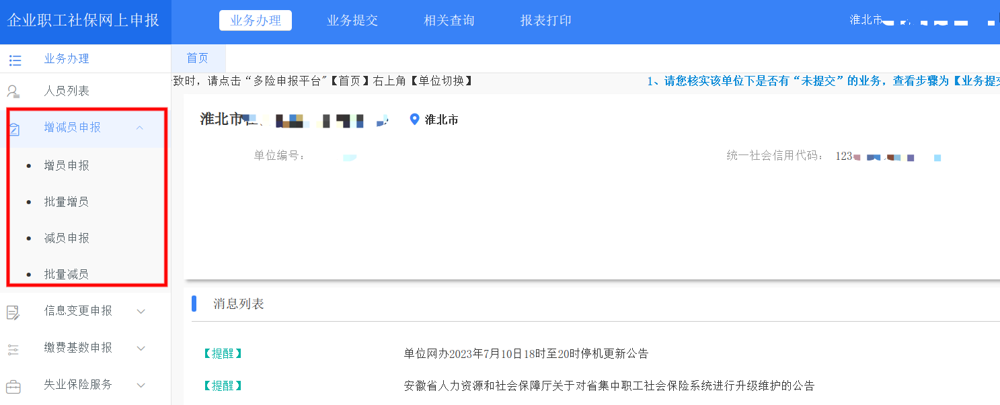 企业职工社保网上申报
业务办理 业务提交 相关查询 报表打印
淮北市
业务办理
首页
人员列表
致时，请点击“多险申报平台”【首页】右上角【单位切换】
1、请您核实该单位下是否有“未提交”的业务，查看步骤为【业务提交
增减员申报
淮北市
淮北市
单位编号：
统一社会信用代码： 123
增员申报
批量增员
减员申报
批量减员
信息变更申报
消息列表
缴费基数申报
【提醒】 单位网办2023年7月10日18时至20时停机更新公告
失业保险服务
【提醒】 安徽省人力资源和社会保障厅关于对省集中职工社会保险系统进行升级维护的公告